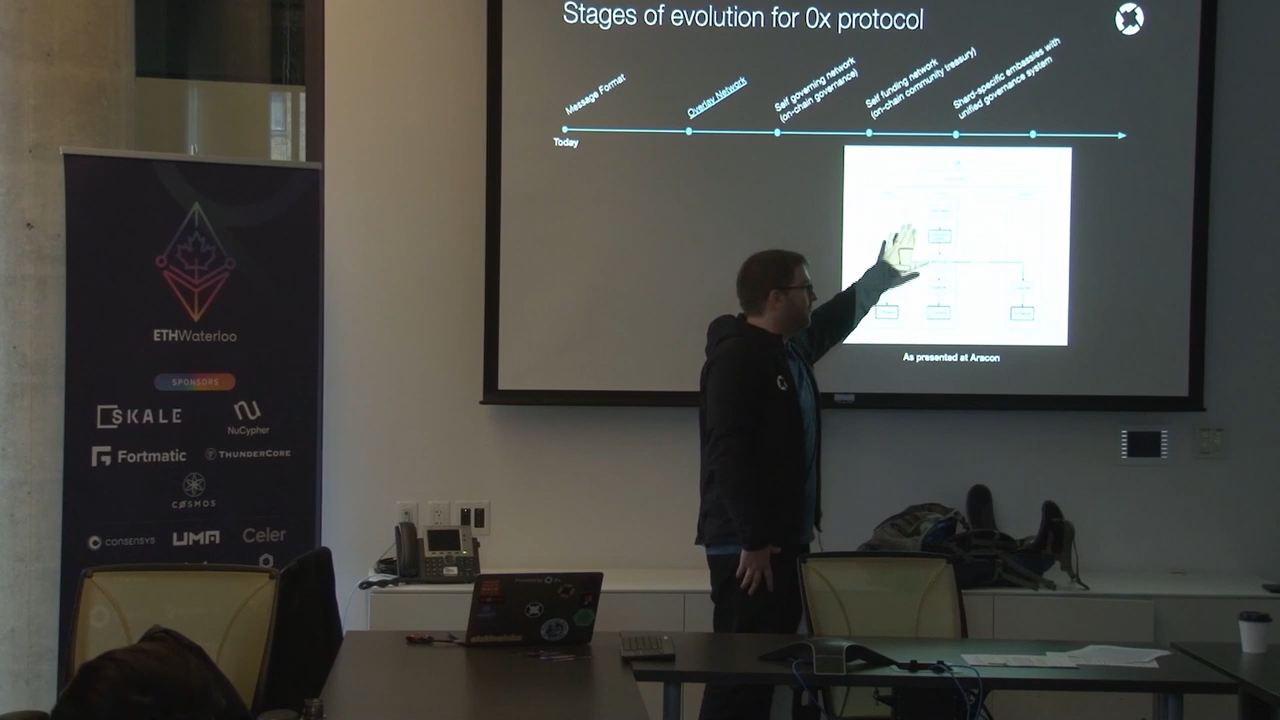 Stages of evolution for 0x protocol
Message Format
Overlay Network
Self governing network
(on-chain governance)
Self funding network
(on-chain community treasury)
Shard-specific embassies with
unified governance system
Today
As presented at Aracon
ETHWaterloo
SPONSORS
SKALE
NuCypher
Fortmatic
THUNDERCORE
COSMOS
CONSENSYS
UMA
Celer